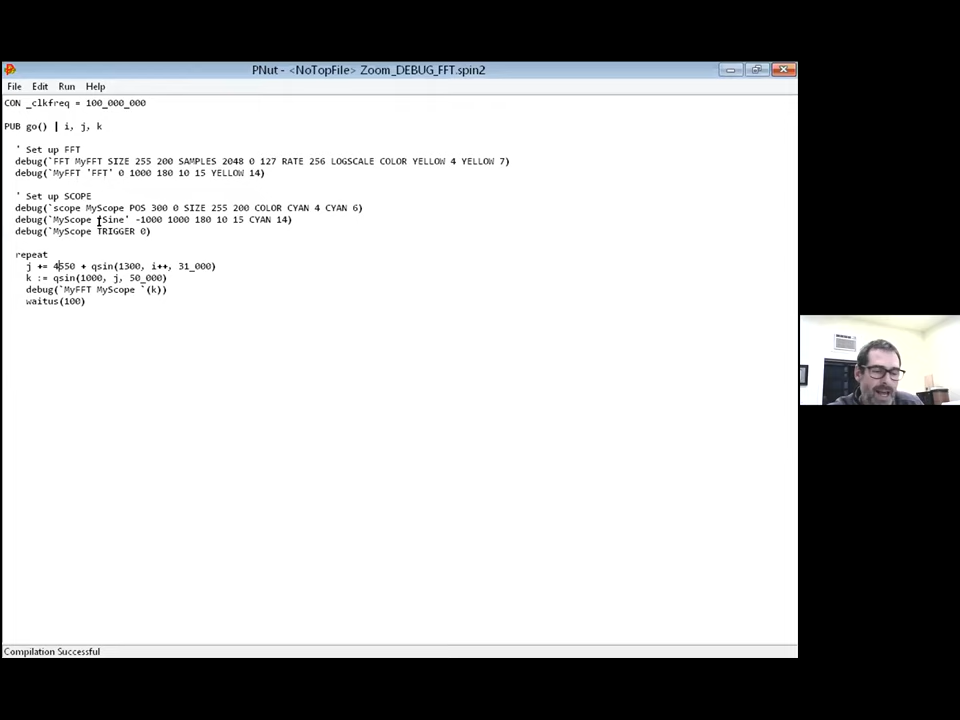 PNut - <NoTopFile> Zoom_DEBUG_FFT.spin2
File Edit Run Help
CON _clkfreq = 100_000_000
PUB go() | i, j, k
' Set up FFT
debug(`FFT MyFFT SIZE 255 200 SAMPLES 2048 0 127 RATE 256 LOGSCALE COLOR YELLOW 4 YELLOW 7)
debug(`MyFFT 'FFT' 0 1000 180 10 15 YELLOW 14)
' Set up SCOPE
debug(`scope MyScope POS 300 0 SIZE 255 200 COLOR CYAN 4 CYAN 6)
debug(`MyScope 'Sine' -1000 1000 180 10 15 CYAN 14)
debug(`MyScope TRIGGER 0)
repeat
j += 4550 + qsin(1300, i++, 31_000)
k := qsin(1000, j, 50_000)
debug(`MyFFT MyScope `(k))
waitus(100)
Compilation Successful